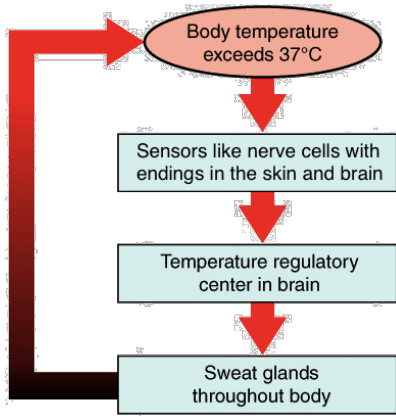 Body temperature
exceeds 37°C
Sensors like nerve cells with
endings in the skin and brain
Temperature regulatory
center in brain
Sweat glands
throughout body